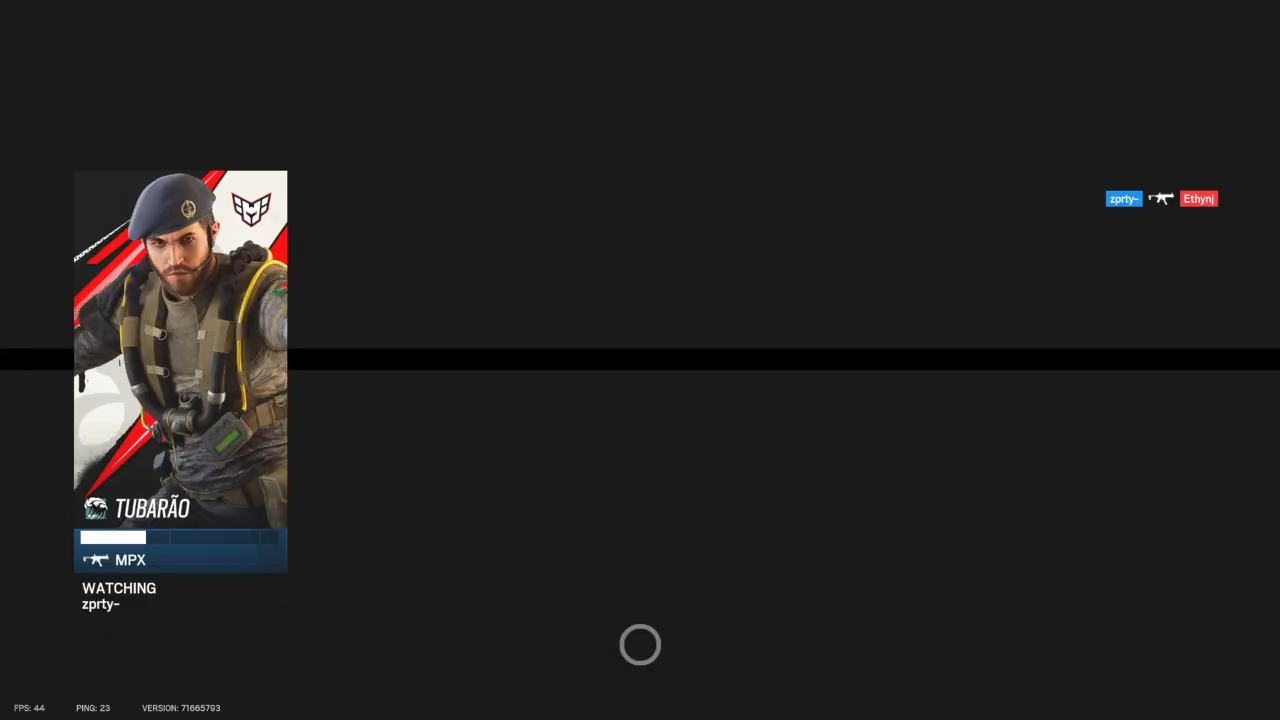 zprty- Ethynj
TUBARÃO
MPX
WATCHING
zprty-
FPS: 44 PING: 23 VERSION: 71665793